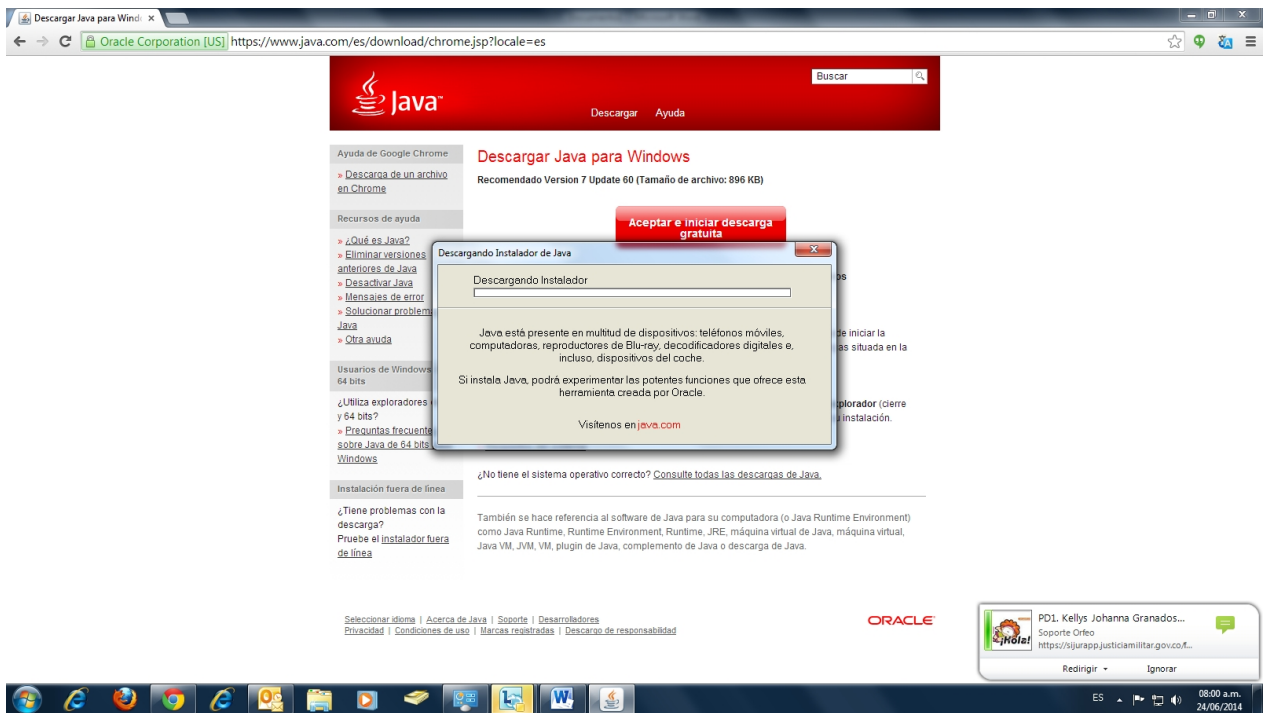 Descargar Java para Wind
Oracle Corporation [US] https://www.java.com/es/download/chrome.jsp?locale=es
Java™
Buscar
Descargar Ayuda
Ayuda de Google Chrome
» Descarga de un archivo
en Chrome
Recursos de ayuda
» ¿Qué es Java?
» Eliminar versiones
anteriores de Java
» Desactivar Java
» Mensajes de error
» Solucionar problem
Java
» Otra ayuda
Usuarios de Windows
64 bits
¿Utiliza exploradores
y 64 bits?
» Preguntas frecuente
sobre Java de 64 bits
Windows
Instalación fuera de línea
¿Tiene problemas con la
descarga?
Pruebe el instalador fuera
de línea
Descargar Java para Windows
Recomendado Version 7 Update 60 (Tamaño de archivo: 896 KB)
Aceptar e iniciar descarga
gratuita
Descargando Instalador de Java
Descargando Instalador
Java está presente en multitud de dispositivos: teléfonos móviles,
computadoras, reproductores de Blu-ray, decodificadores digitales e,
incluso, dispositivos del coche.
Si instala Java, podrá experimentar las potentes funciones que ofrece esta
herramienta creada por Oracle.
Visítenos en java.com
os
de iniciar la
as situada en la
xplorador (cierre
u instalación.
¿No tiene el sistema operativo correcto? Consulte todas las descargas de Java.
También se hace referencia al software de Java para su computadora (o Java Runtime Environment)
como Java Runtime, Runtime Environment, Runtime, JRE, máquina virtual de Java, máquina virtual,
Java VM, JVM, VM, plugin de Java, complemento de Java o descarga de Java.
Seleccionar idioma | Acerca de Java | Soporte | Desarrolladores
Privacidad | Condiciones de uso | Marcas registradas | Descargo de responsabilidad
ORACLE
¡Hola!
PD1. Kellys Johanna Granados...
Soporte Orfeo
https://sijurapp.justiciamilitar.gov.co/f...
Redirigir Ignorar
ES
08:00 a.m.
24/06/2014